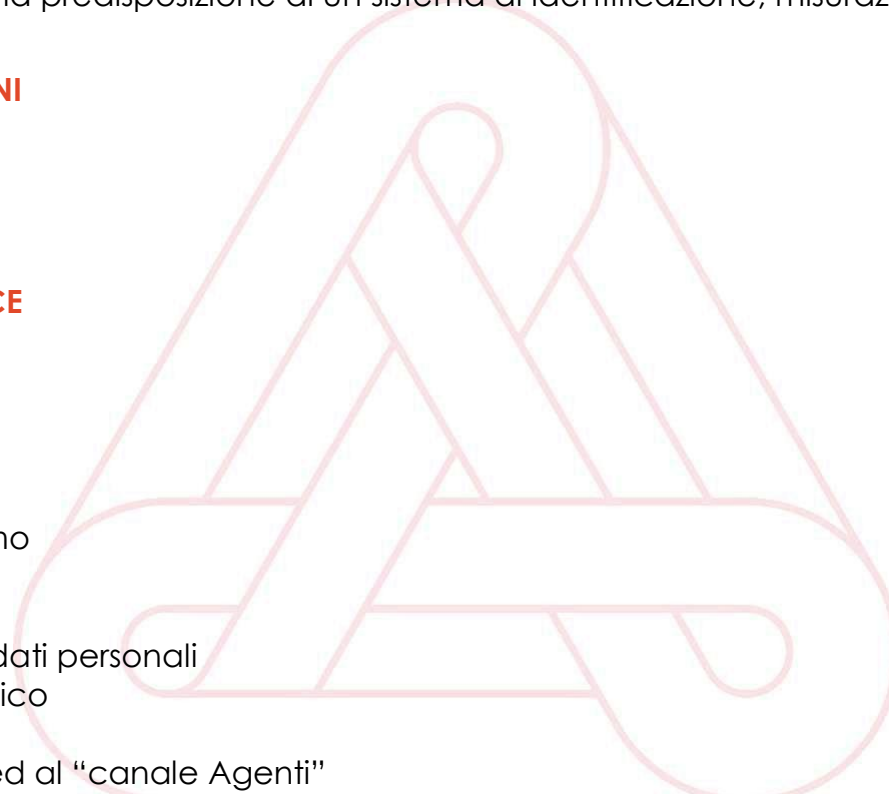 predisposizione di un sistema di identificazione, misuraz
NI
CE
no
dati personali
ico
ed al “canale Agenti”